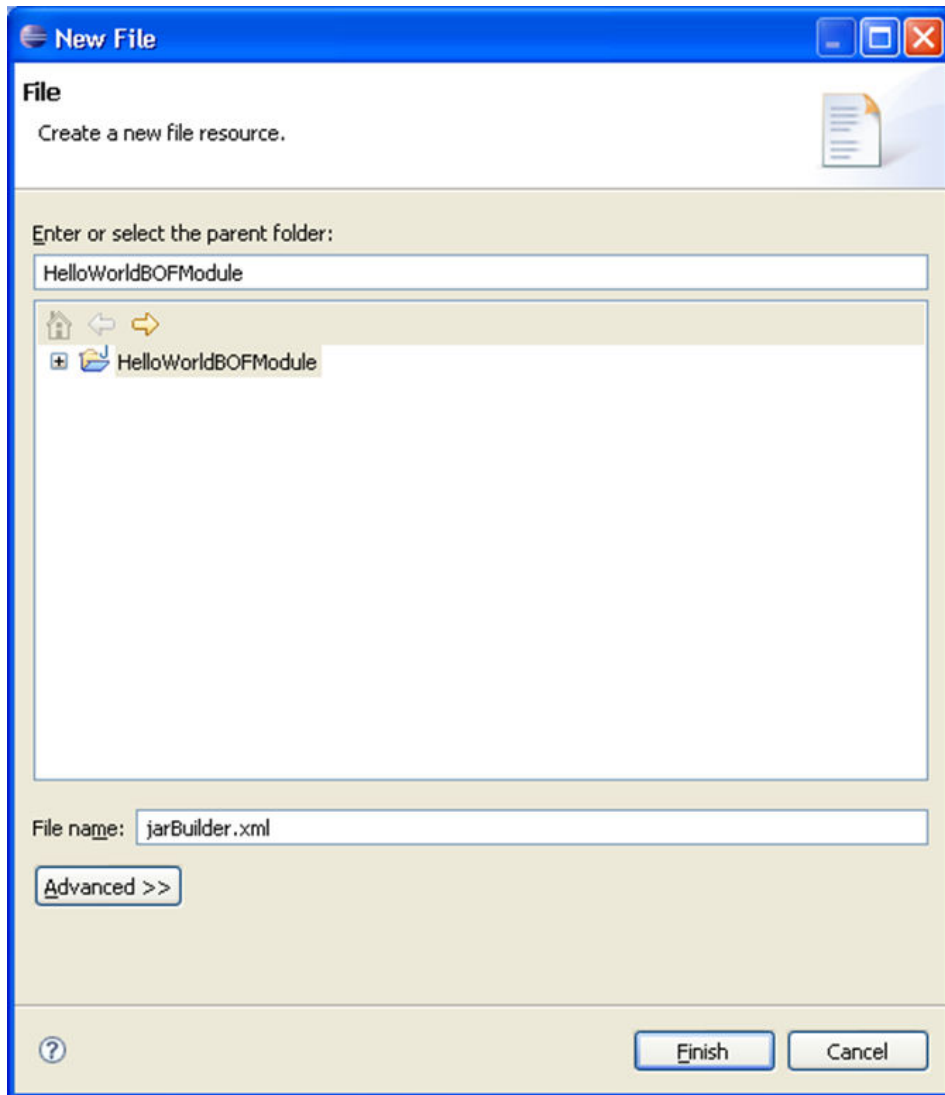 New File
File
Create a new file resource.
Enter or select the parent folder:
HelloWorldBOFModule
HelloWorldBOFModule
File name: jarBuilder.xml
Advanced >>
Finish Cancel